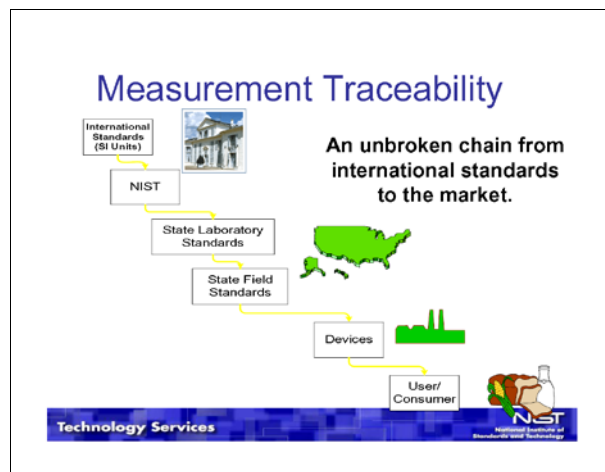 Measurement Traceability
International
Standards
(SI Units)
An unbroken chain from
international standards
to the market.
NIST
State Laboratory
Standards
State Field
Standards
Devices
User/
Consumer
Technology Services
NIST
National Institute of
Standards and Technology